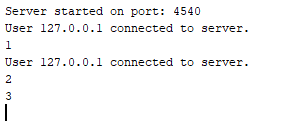 Server started on port: 4540
User 127.0.0.1 connected to server.
1
User 127.0.0.1 connected to server.
2
3